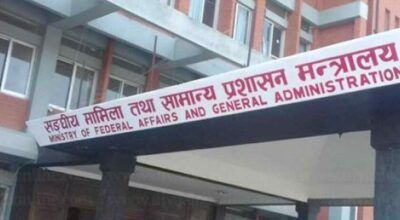 सङ्घीय मामिला तथा सामान्य प्रशासन मन्त्रालय
MINISTRY OF FEDERAL AFFAIRS AND GENERAL ADMINISTRATION